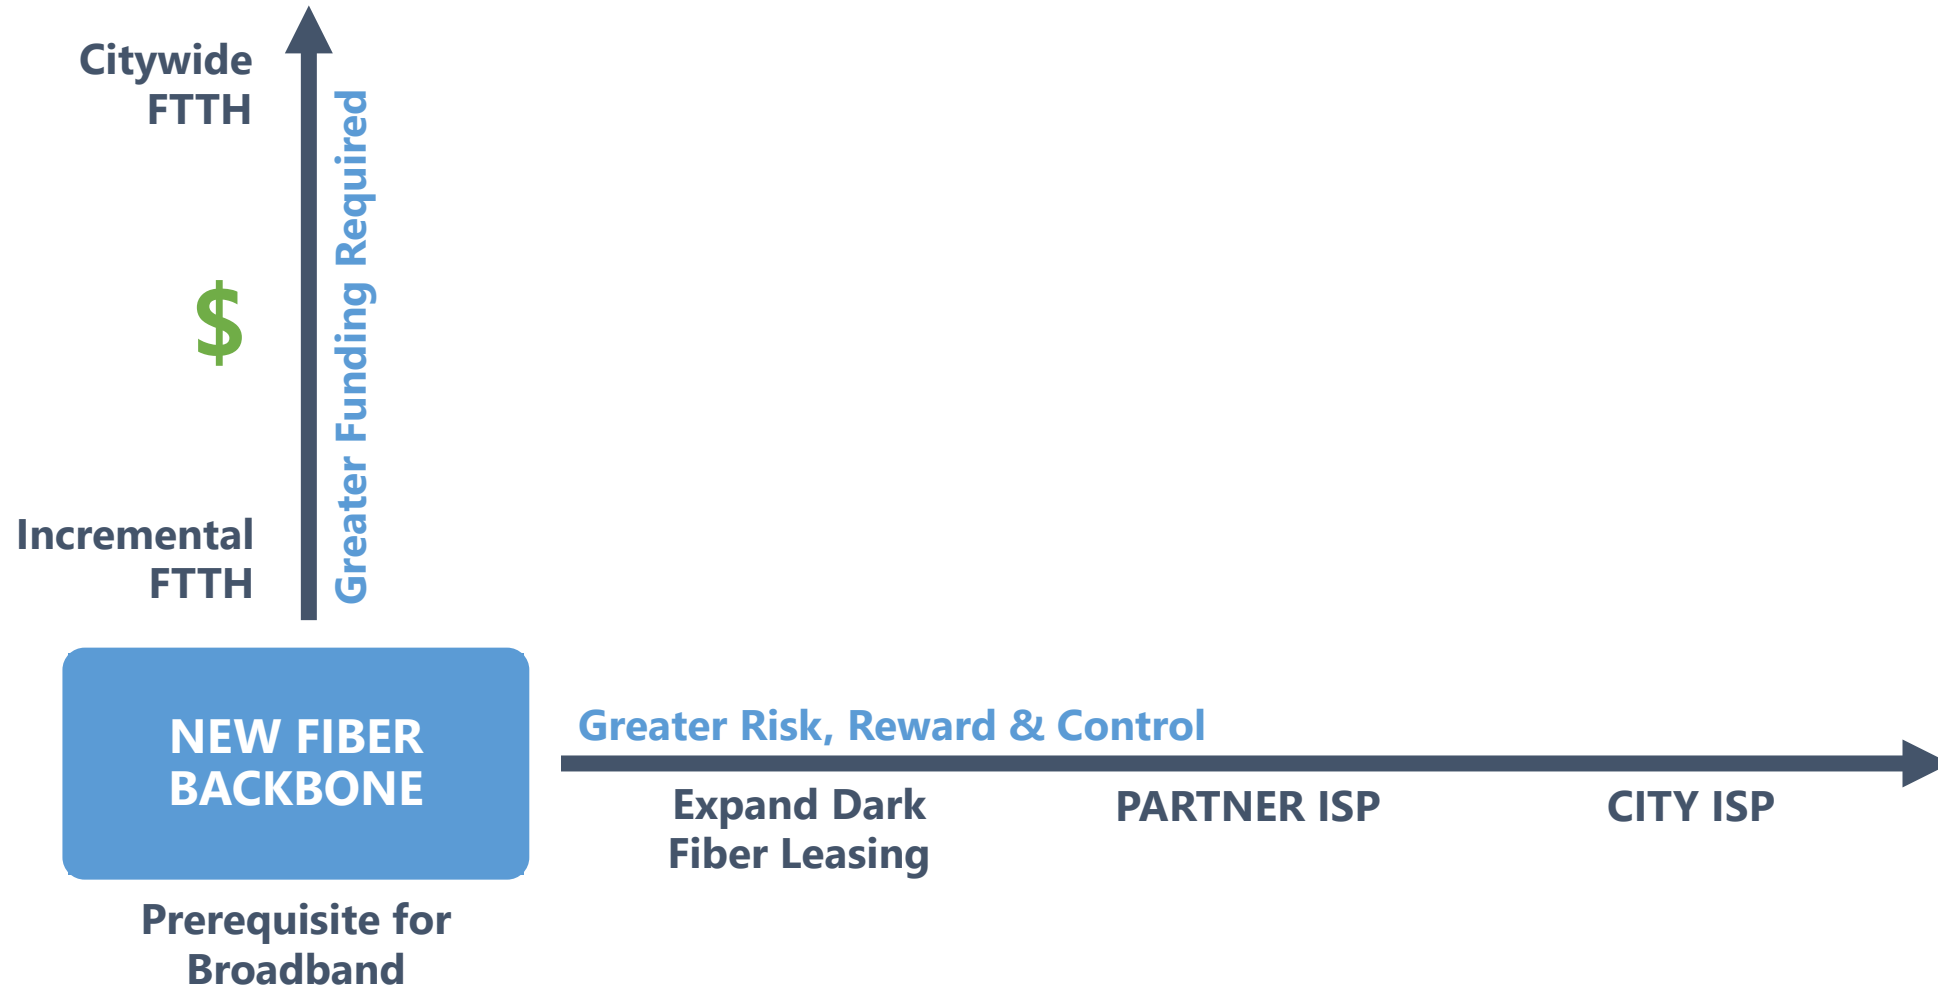 Citywide
FTTH
Greater Funding Required
$
Incremental
FTTH
NEW FIBER
BACKBONE
Prerequisite for
Broadband
Greater Risk, Reward & Control
Expand Dark
Fiber Leasing
PARTNER ISP
CITY ISP